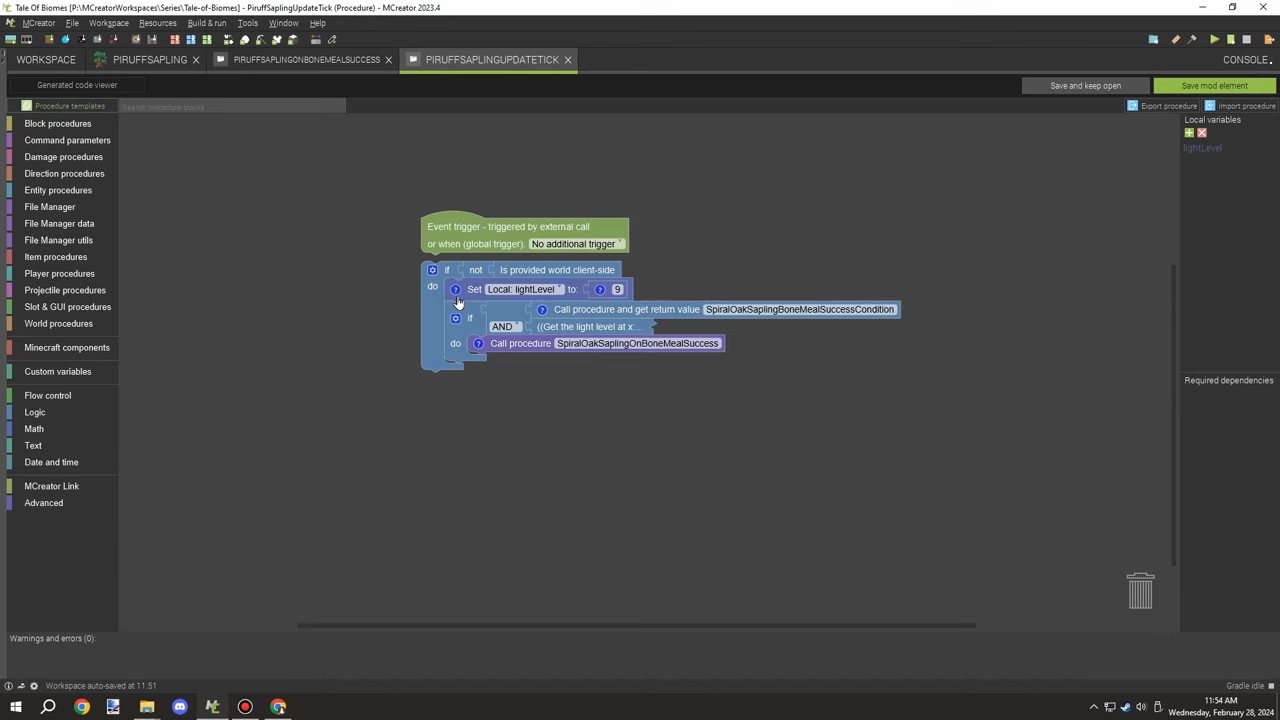 Tale Of Biomes [P:\MCreatorWorkspaces\Series\Tale-of-Biomes] - PiruffSaplingUpdateTick (Procedure) - MCreator 2023.4
MCreator File Workspace Resources Build & run Tools Window Help
WORKSPACE PIRUFFSAPLING PIRUFFSAPLINGONBONEMEALSUCCESS PIRUFFSAPLINGUPDATETICK CONSOLE
Generated code viewer Save and keep open Save mod element
Procedure templates Search procedure blocks Export procedure Import procedure
Local variables
lightLevel
Block procedures
Command parameters
Damage procedures
Direction procedures
Entity procedures
File Manager
File Manager data
File Manager utils
Item procedures
Player procedures
Projectile procedures
Slot & GUI procedures
World procedures
Minecraft components
Custom variables
Flow control
Logic
Math
Text
Date and time
MCreator Link
Advanced
Event trigger - triggered by external call
or when (global trigger): No additional trigger
if not Is provided world client-side
do ? Set Local: lightLevel to: ? 9
if ? Call procedure and get return value SpiralOakSaplingBoneMealSuccessCondition
AND ((Get the light level at x:...
do ? Call procedure SpiralOakSaplingOnBoneMealSuccess
Required dependencies
Warnings and errors (0):
Workspace auto-saved at 11:51 Gradle idle
11:54 AM
Wednesday, February 28, 2024